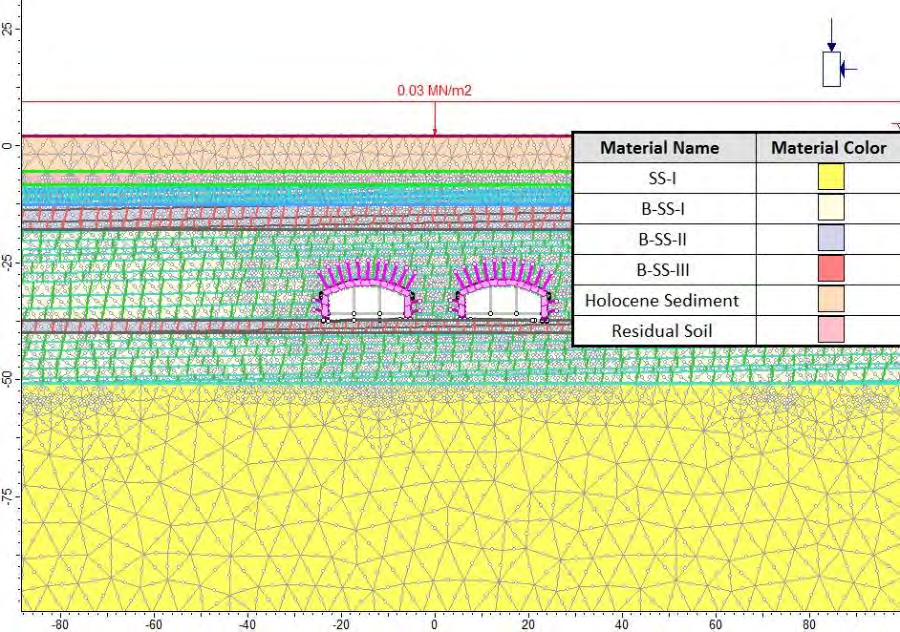 25
0.03 MN/m2
0
Material Name Material Color
SS-I
B-SS-I
B-SS-II
B-SS-III
Holocene Sediment
Residual Soil
-25
-50
-75
-80 -60 -40 -20 0 20 40 60 80 100